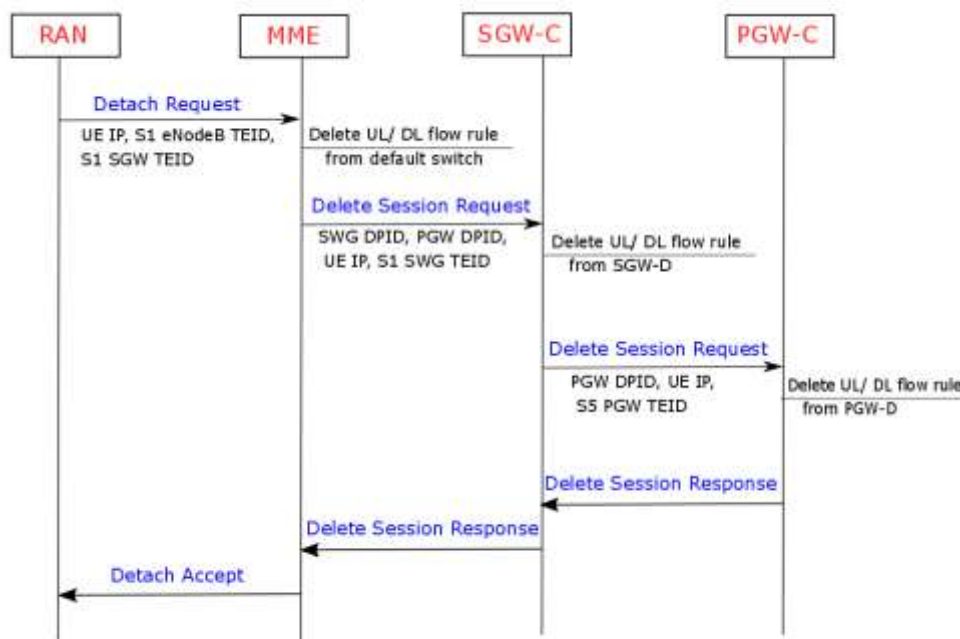 RAN
MME
SGW-C
PGW-C
Detach Request
UE IP, S1 eNodeB TEID,
S1 SGW TEID
Delete UL/ DL flow rule
from default switch
Delete Session Request
SWG DPID, PGW DPID,
UE IP, S1 SWG TEID
Delete UL/ DL flow rule
from SGW-D
Delete Session Request
PGW DPID, UE IP,
S5 PGW TEID
Delete UL/ DL flow rule
from PGW-D
Delete Session Response
Delete Session Response
Detach Accept